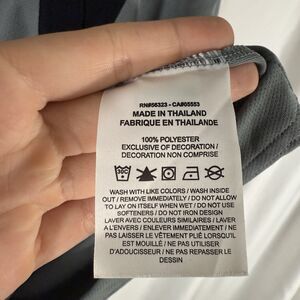 RN#56323 - CA#05553
MADE IN THAILAND
FABRIQUE EN THAILANDE
100% POLYESTER
EXCLUSIVE OF DECORATION /
DECORATION NON COMPRISE
WASH WITH LIKE COLORS / WASH INSIDE
OUT / REMOVE IMMEDIATELY / DO NOT ALLOW
TO LAY ON ITSELF WHEN WET / DO NOT USE
SOFTENERS / DO NOT IRON DESIGN
LAVER AVEC COULEURS SIMILAIRES / LAVER
A L'ENVERS / ENLEVER IMMEDIATEMENT / NE
PAS LAISSER LE VÊTEMENT PLIÉ LORSQU'IL
EST MOUILLÉ / NE PAS UTILISER
D'ADOUCISSEUR / NE PAS REPASSER LE
DESSIN